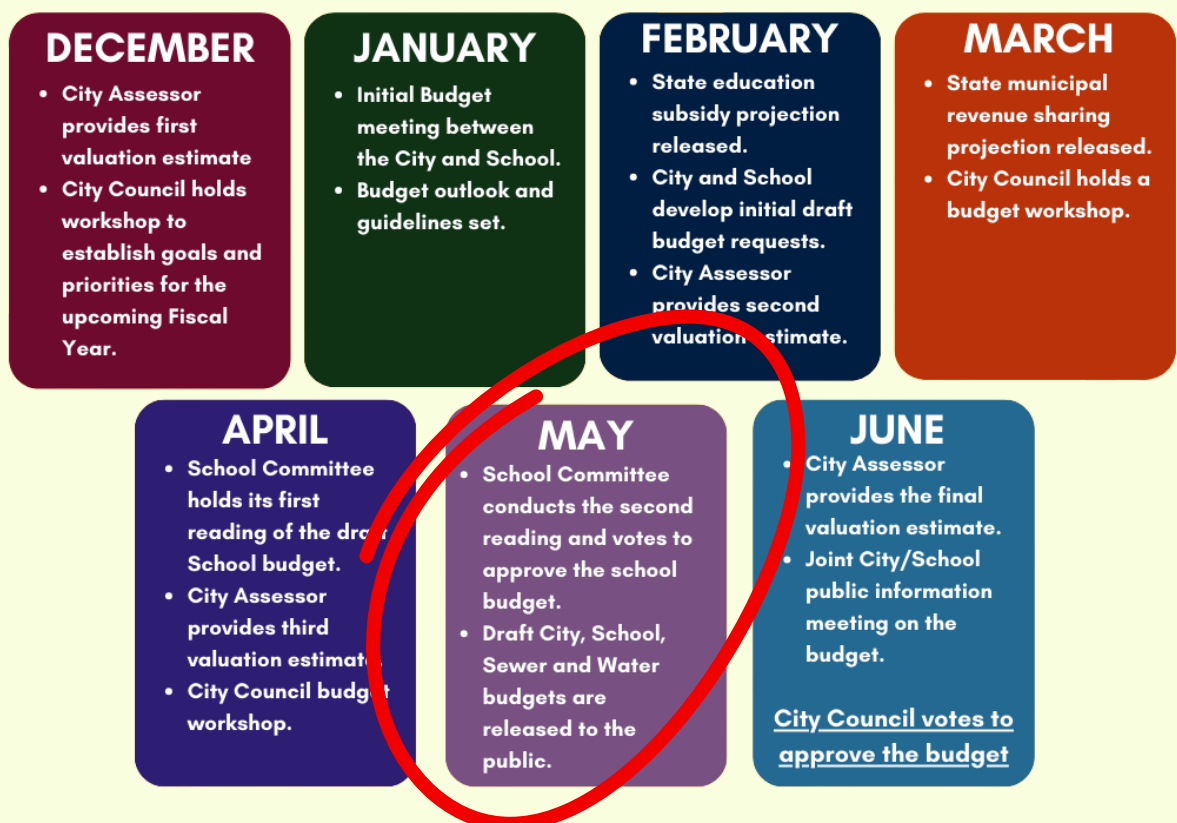 DECEMBER
• City Assessor
provides first
valuation estimate
• City Council holds
workshop to
establish goals and
priorities for the
upcoming Fiscal
Year.
JANUARY
• Initial Budget
meeting between
the City and School.
• Budget outlook and
guidelines set.
FEBRUARY
• State education
subsidy projection
released.
• City and School
develop initial draft
budget requests.
• City Assessor
provides second
valuation estimate.
MARCH
• State municipal
revenue sharing
projection released.
• City Council holds a
budget workshop.
APRIL
• School Committee
holds its first
reading of the draft
School budget.
• City Assessor
provides third
valuation estimate.
• City Council budget
workshop.
MAY
• School Committee
conducts the second
reading and votes to
approve the school
budget.
• Draft City, School,
Sewer and Water
budgets are
released to the
public.
JUNE
• City Assessor
provides the final
valuation estimate.
• Joint City/School
public information
meeting on the
budget.
City Council votes to
approve the budget